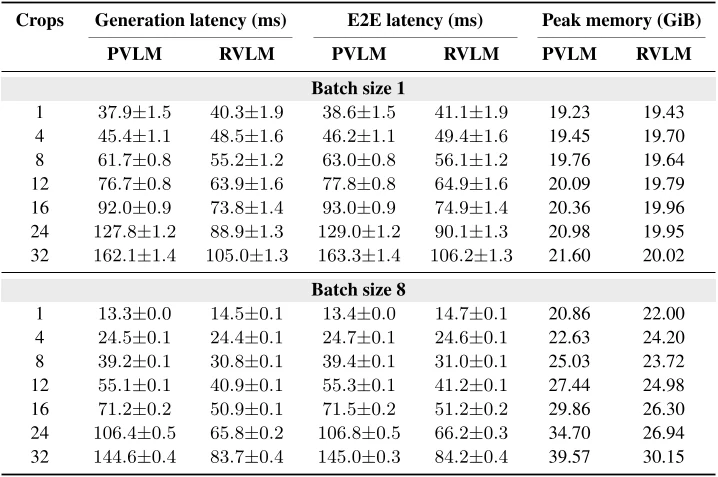 Crops Generation latency (ms) E2E latency (ms) Peak memory (GiB)
PVLM RVLM PVLM RVLM PVLM RVLM
Batch size 1
1 37.9±1.5 40.3±1.9 38.6±1.5 41.1±1.9 19.23 19.43
4 45.4±1.1 48.5±1.6 46.2±1.1 49.4±1.6 19.45 19.70
8 61.7±0.8 55.2±1.2 63.0±0.8 56.1±1.2 19.76 19.64
12 76.7±0.8 63.9±1.6 77.8±0.8 64.9±1.6 20.09 19.79
16 92.0±0.9 73.8±1.4 93.0±0.9 74.9±1.4 20.36 19.96
24 127.8±1.2 88.9±1.3 129.0±1.2 90.1±1.3 20.98 19.95
32 162.1±1.4 105.0±1.3 163.3±1.4 106.2±1.3 21.60 20.02
Batch size 8
1 13.3±0.0 14.5±0.1 13.4±0.0 14.7±0.1 20.86 22.00
4 24.5±0.1 24.4±0.1 24.7±0.1 24.6±0.1 22.63 24.20
8 39.2±0.1 30.8±0.1 39.4±0.1 31.0±0.1 25.03 23.72
12 55.1±0.1 40.9±0.1 55.3±0.1 41.2±0.1 27.44 24.98
16 71.2±0.2 50.9±0.1 71.5±0.2 51.2±0.2 29.86 26.30
24 106.4±0.5 65.8±0.2 106.8±0.5 66.2±0.3 34.70 26.94
32 144.6±0.4 83.7±0.4 145.0±0.3 84.2±0.4 39.57 30.15